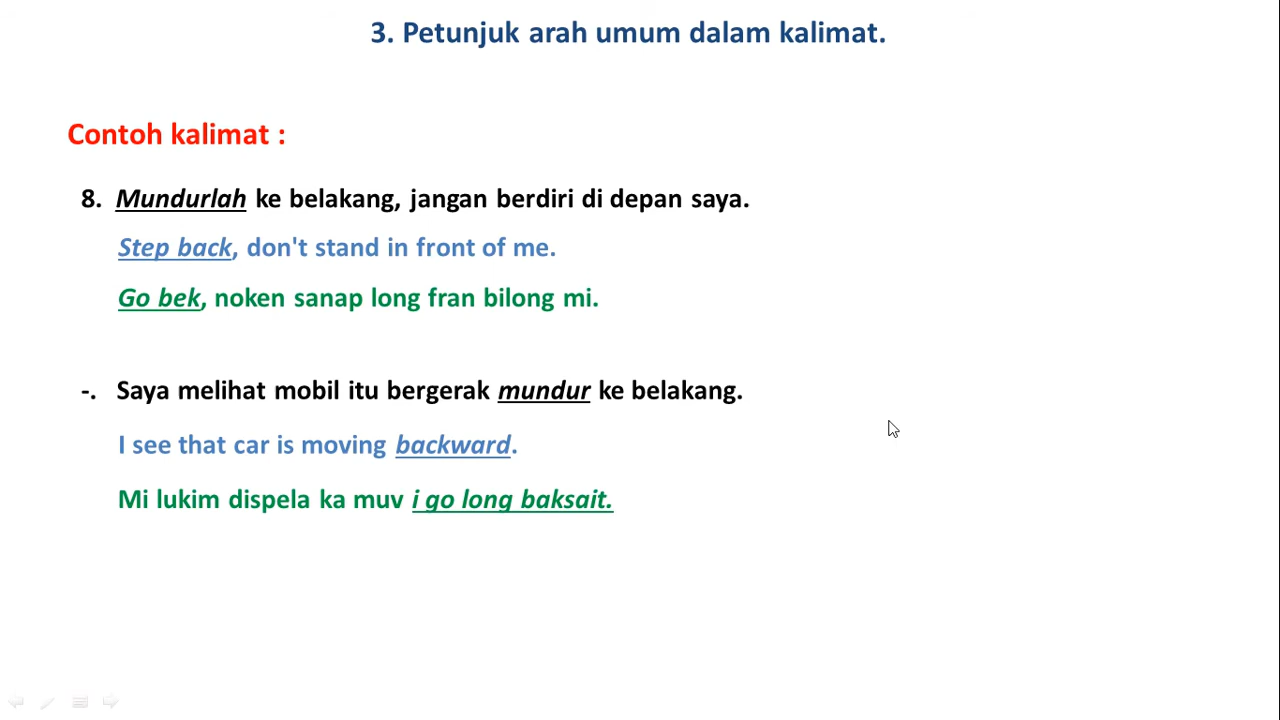 3. Petunjuk arah umum dalam kalimat.
Contoh kalimat :
8. Mundurlah ke belakang, jangan berdiri di depan saya.
Step back, don't stand in front of me.
Go bek, noken sanap long fran bilong mi.
-. Saya melihat mobil itu bergerak mundur ke belakang.
I see that car is moving backward.
Mi lukim dispela ka muv i go long baksait.